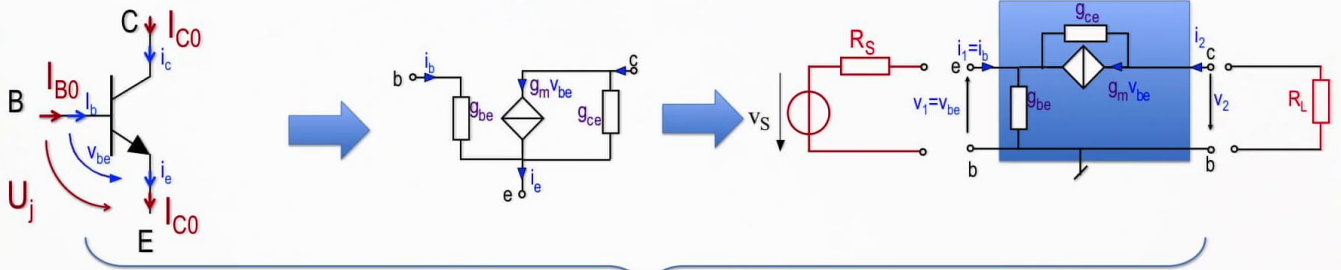 C I_C0
i_c
I_B0
B I_b
v_be
i_e
U_j
I_C0
E
i_b
b
g_be
g_m v_be
g_ce
c
e
i_e
R_S
v_S
g_ce
i_1=i_b
e
i_2
c
v_1=v_be
g_be
g_m v_be
v_2
R_L
b
b